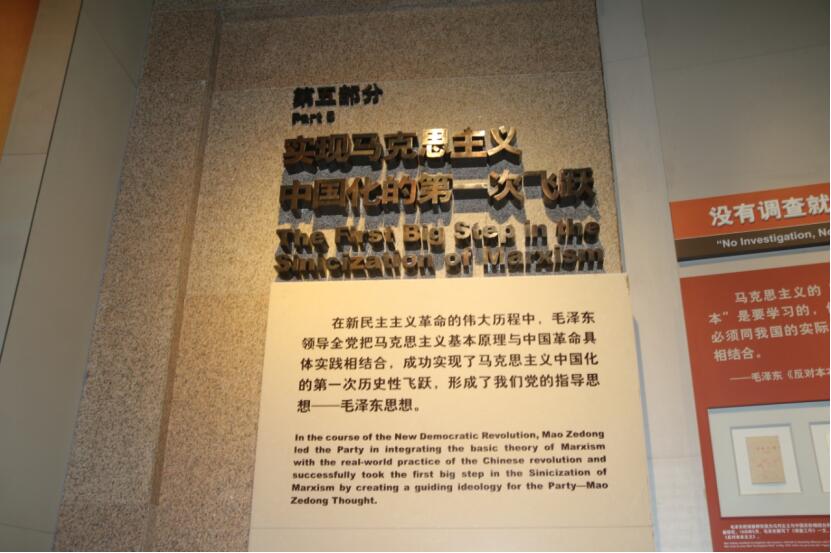 第五部分
Part 5
实现马克思主义
中国化的第一次飞跃
The First Big Step in the
Sinicization of Marxism
在新民主主义革命的伟大历程中，毛泽东
领导全党把马克思主义基本原理与中国革命具
体实践相结合，成功实现了马克思主义中国化
的第一次历史性飞跃，形成了我们党的指导思
想——毛泽东思想。
In the course of the New Democratic Revolution, Mao Zedong
led the Party in integrating the basic theory of Marxism
with the real-world practice of the Chinese revolution and
successfully took the first big step in the Sinicization of
Marxism by creating a guiding ideology for the Party—Mao
Zedong Thought.
没有调查就
"No Investigation, No
马克思主义的
本”是要学习的，
必须同我国的实际
相结合。
——毛泽东《反对本本